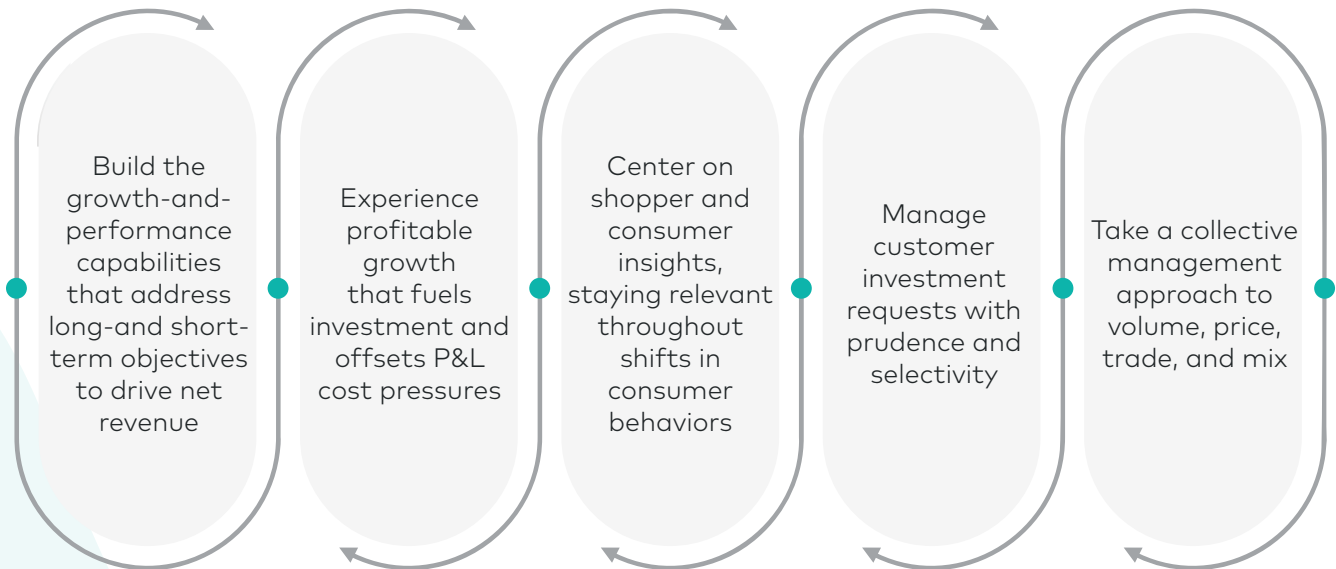 Build the
growth-and-
performance
capabilities
that address
long-and short-
term objectives
to drive net
revenue
Experience
profitable
growth
that fuels
investment and
offsets P&L
cost pressures
Center on
shopper and
consumer
insights,
staying relevant
throughout
shifts in
consumer
behaviors
Manage
customer
investment
requests with
prudence and
selectivity
Take a collective
management
approach to
volume, price,
trade, and mix